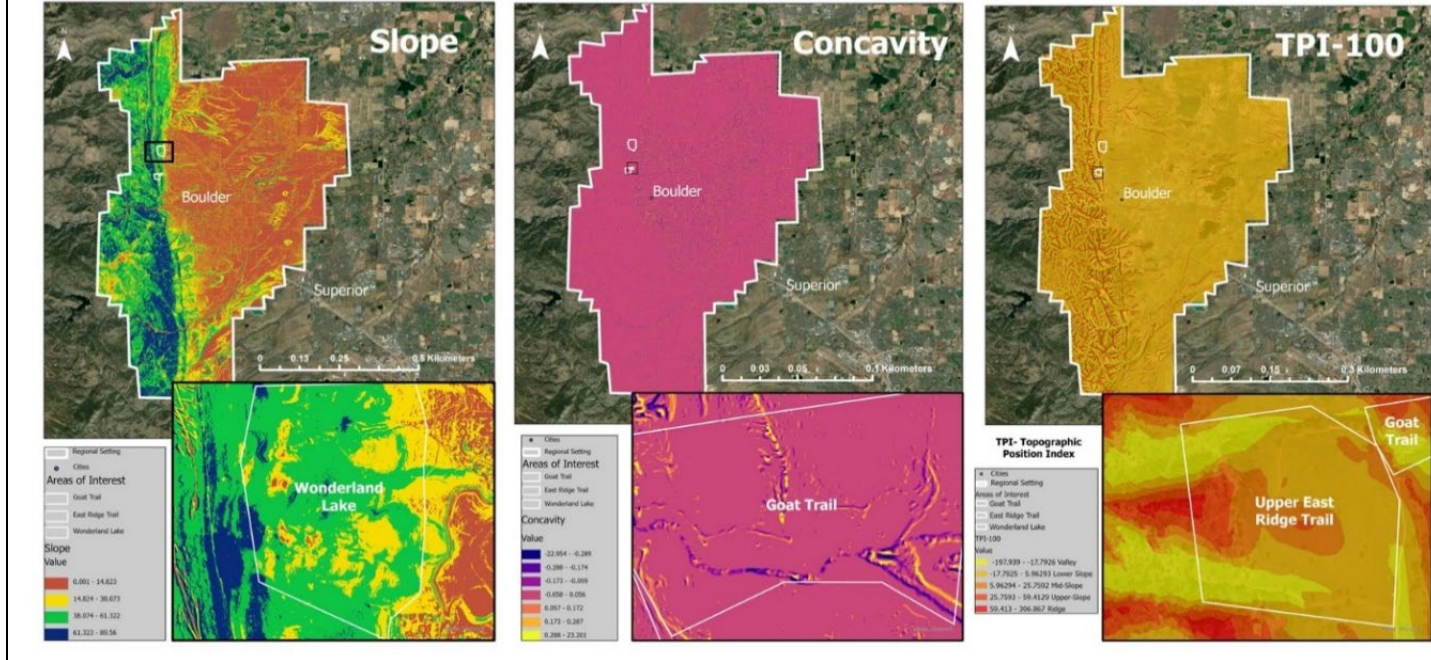 Slope
N
Boulder
Superior
0 0.13 0.25 0.5 Kilometers
Regional Setting
Cities
Areas of Interest
Goat Trail
East Ridge Trail
Wonderland Lake
Slope
Value
0.001 - 14.823
14.824 - 38.073
38.074 - 61.322
61.323 - 89.56
Wonderland
Lake
Concavity
N
Boulder
Superior
0 0.03 0.05 0.1 Kilometers
Cities
Regional Setting
Areas of Interest
Goat Trail
East Ridge Trail
Wonderland Lake
Concavity
Value
-22.954 - -0.289
-0.288 - -0.174
-0.173 - -0.059
-0.058 - 0.056
0.057 - 0.172
0.173 - 0.287
0.288 - 23.201
Goat Trail
TPI-100
N
Boulder
Superior
0 0.07 0.15 0.3 Kilometers
TPI- Topographic
Position Index
Cities
Regional Setting
Areas of Interest
Goat Trail
East Ridge Trail
Wonderland Lake
TPI-100
Value
-197.939 - -17.7926 Valley
-17.7925 - 5.96293 Lower Slope
5.96294 - 25.7592 Mid-Slope
25.7593 - 59.4129 Upper-Slope
59.413 - 306.867 Ridge
Goat
Trail
Upper East
Ridge Trail